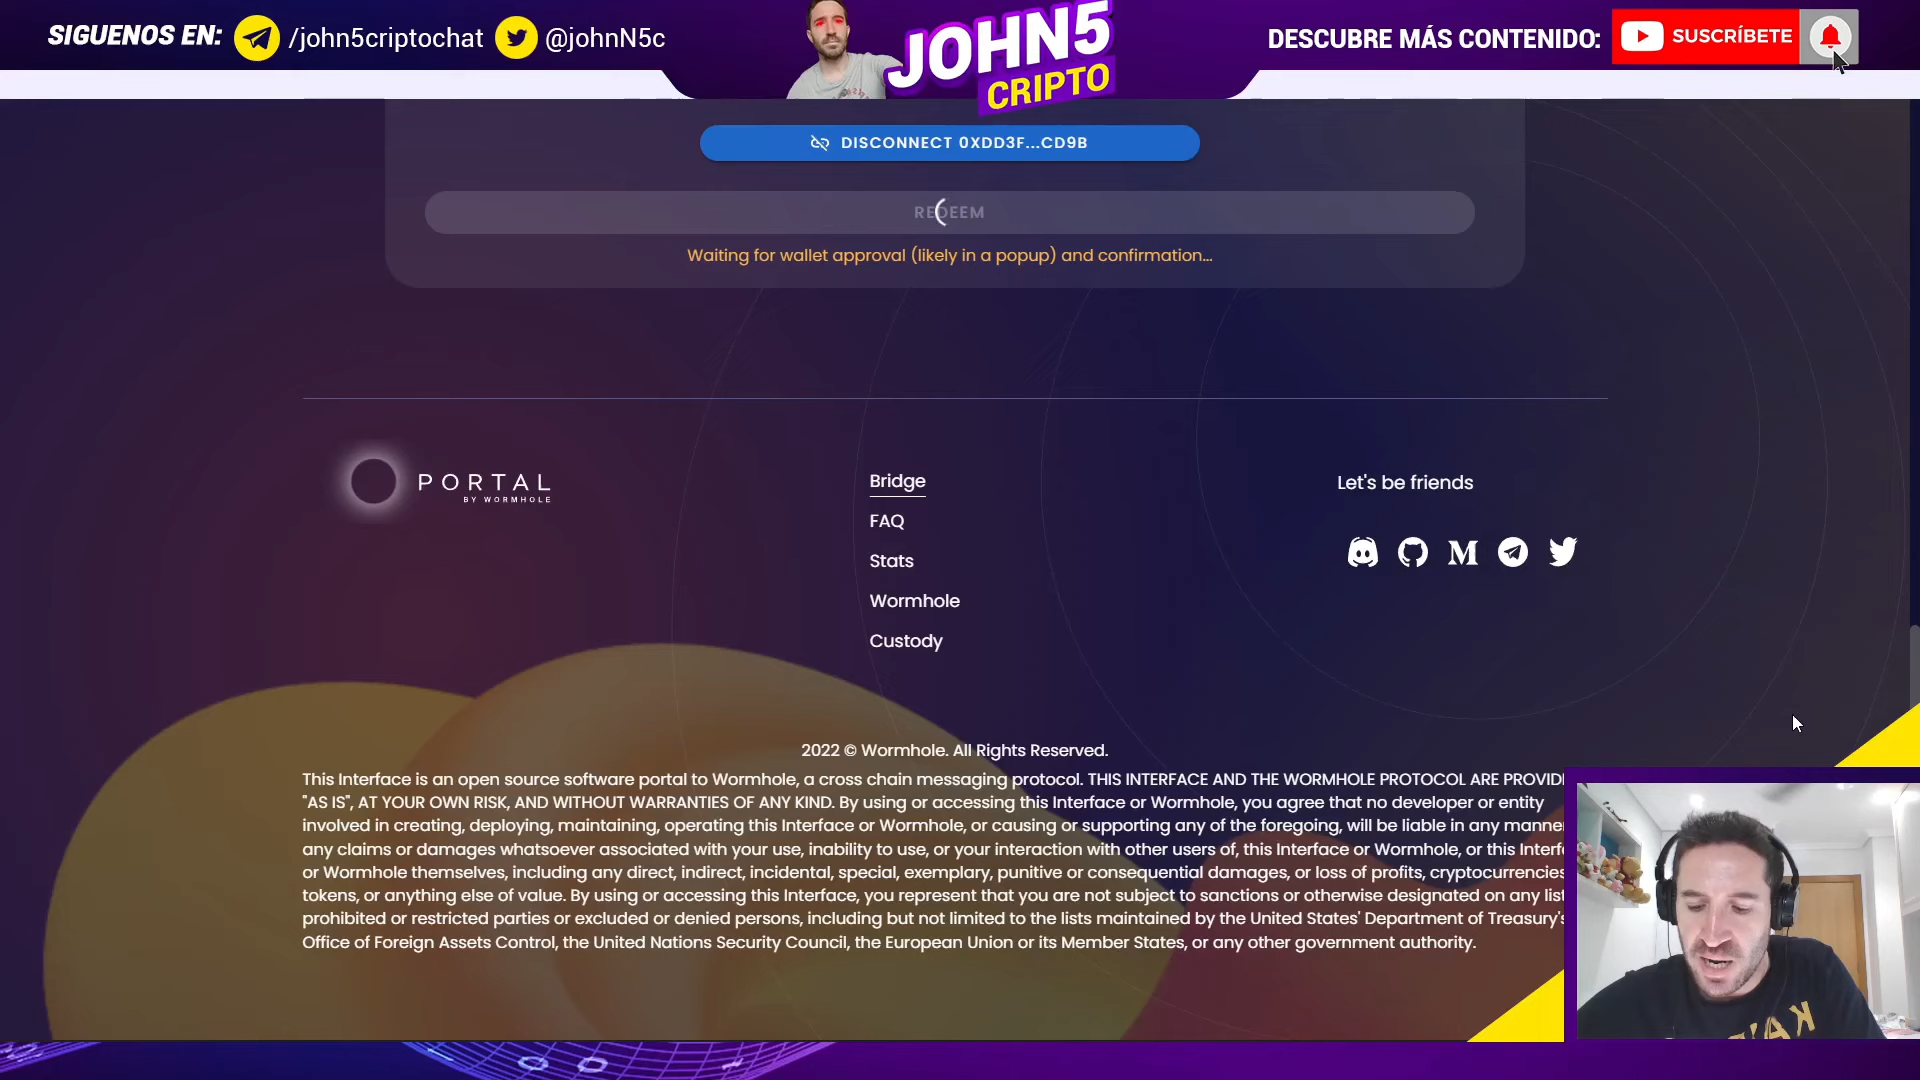 SIGUENOS EN: /john5criptochat @johnN5c
JOHN5
CRIPTO
DESCUBRE MÁS CONTENIDO: SUSCRÍBETE
DISCONNECT 0XDD3F...CD9B
REDEEM
Waiting for wallet approval (likely in a popup) and confirmation...
PORTAL
BY WORMHOLE
Bridge
FAQ
Stats
Wormhole
Custody
Let's be friends
2022 © Wormhole. All Rights Reserved.
This Interface is an open source software portal to Wormhole, a cross chain messaging protocol. THIS INTERFACE AND THE WORMHOLE PROTOCOL ARE PROVID
"AS IS", AT YOUR OWN RISK, AND WITHOUT WARRANTIES OF ANY KIND. By using or accessing this Interface or Wormhole, you agree that no developer or entity
involved in creating, deploying, maintaining, operating this Interface or Wormhole, or causing or supporting any of the foregoing, will be liable in any manner
any claims or damages whatsoever associated with your use, inability to use, or your interaction with other users of, this Interface or Wormhole, or this Interf
or Wormhole themselves, including any direct, indirect, incidental, special, exemplary, punitive or consequential damages, or loss of profits, cryptocurrencies
tokens, or anything else of value. By using or accessing this Interface, you represent that you are not subject to sanctions or otherwise designated on any list
prohibited or restricted parties or excluded or denied persons, including but not limited to the lists maintained by the United States' Department of Treasury's
Office of Foreign Assets Control, the United Nations Security Council, the European Union or its Member States, or any other government authority.